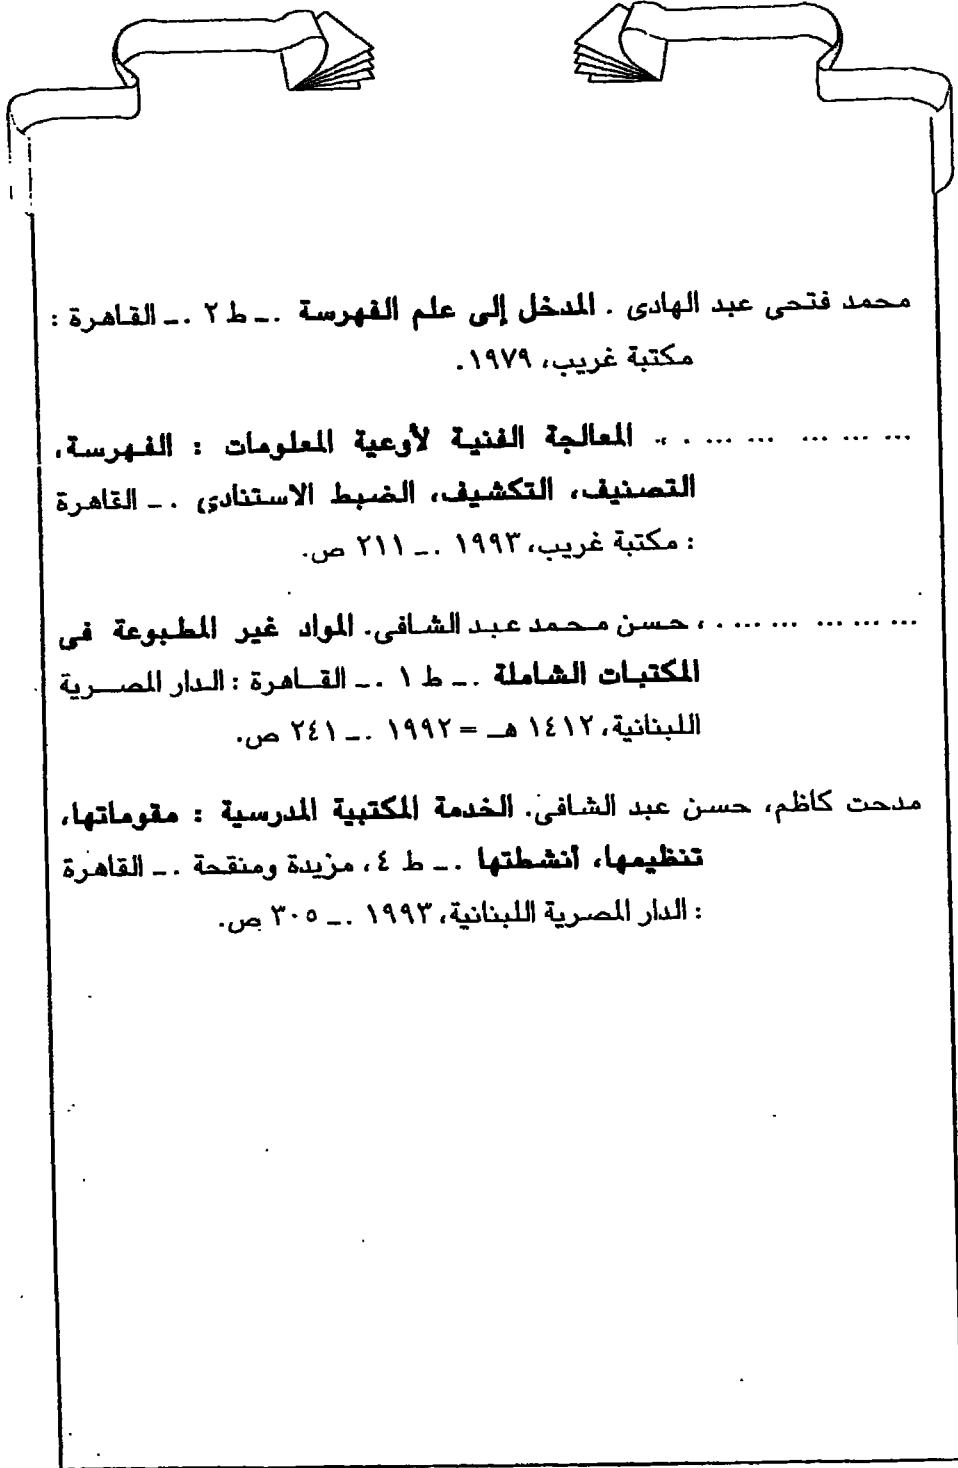 محمد فتحى عبد الهادى . المدخل إلى علم الفهرسة ._ ط ٢ ._ القاهرة :
مكتبة غريب، ١٩٧٩.
... ... ... ... ... . .. المعالجة الفنية لأوعية المعلومات : الفهرسة،
التصنيف، التكشيف، الضبط الاستنادى ._ القاهرة
: مكتبة غريب، ١٩٩٣ ._ ٢١١ ص.
... ... ... ... ... . ، حسن محمد عبد الشافى. المواد غير المطبوعة فى
المكتبات الشاملة ._ ط ١ ._ القاهرة : الدار المصرية
اللبنانية، ١٤١٢ هـ = ١٩٩٢ ._ ٢٤١ ص.
مدحت كاظم، حسن عبد الشافى. الخدمة المكتبية المدرسية : مقوماتها،
تنظيمها، أنشطتها ._ ط ٤، مزيدة ومنقحة ._ القاهرة
: الدار المصرية اللبنانية، ١٩٩٣ ._ ٣٠٥ ص.